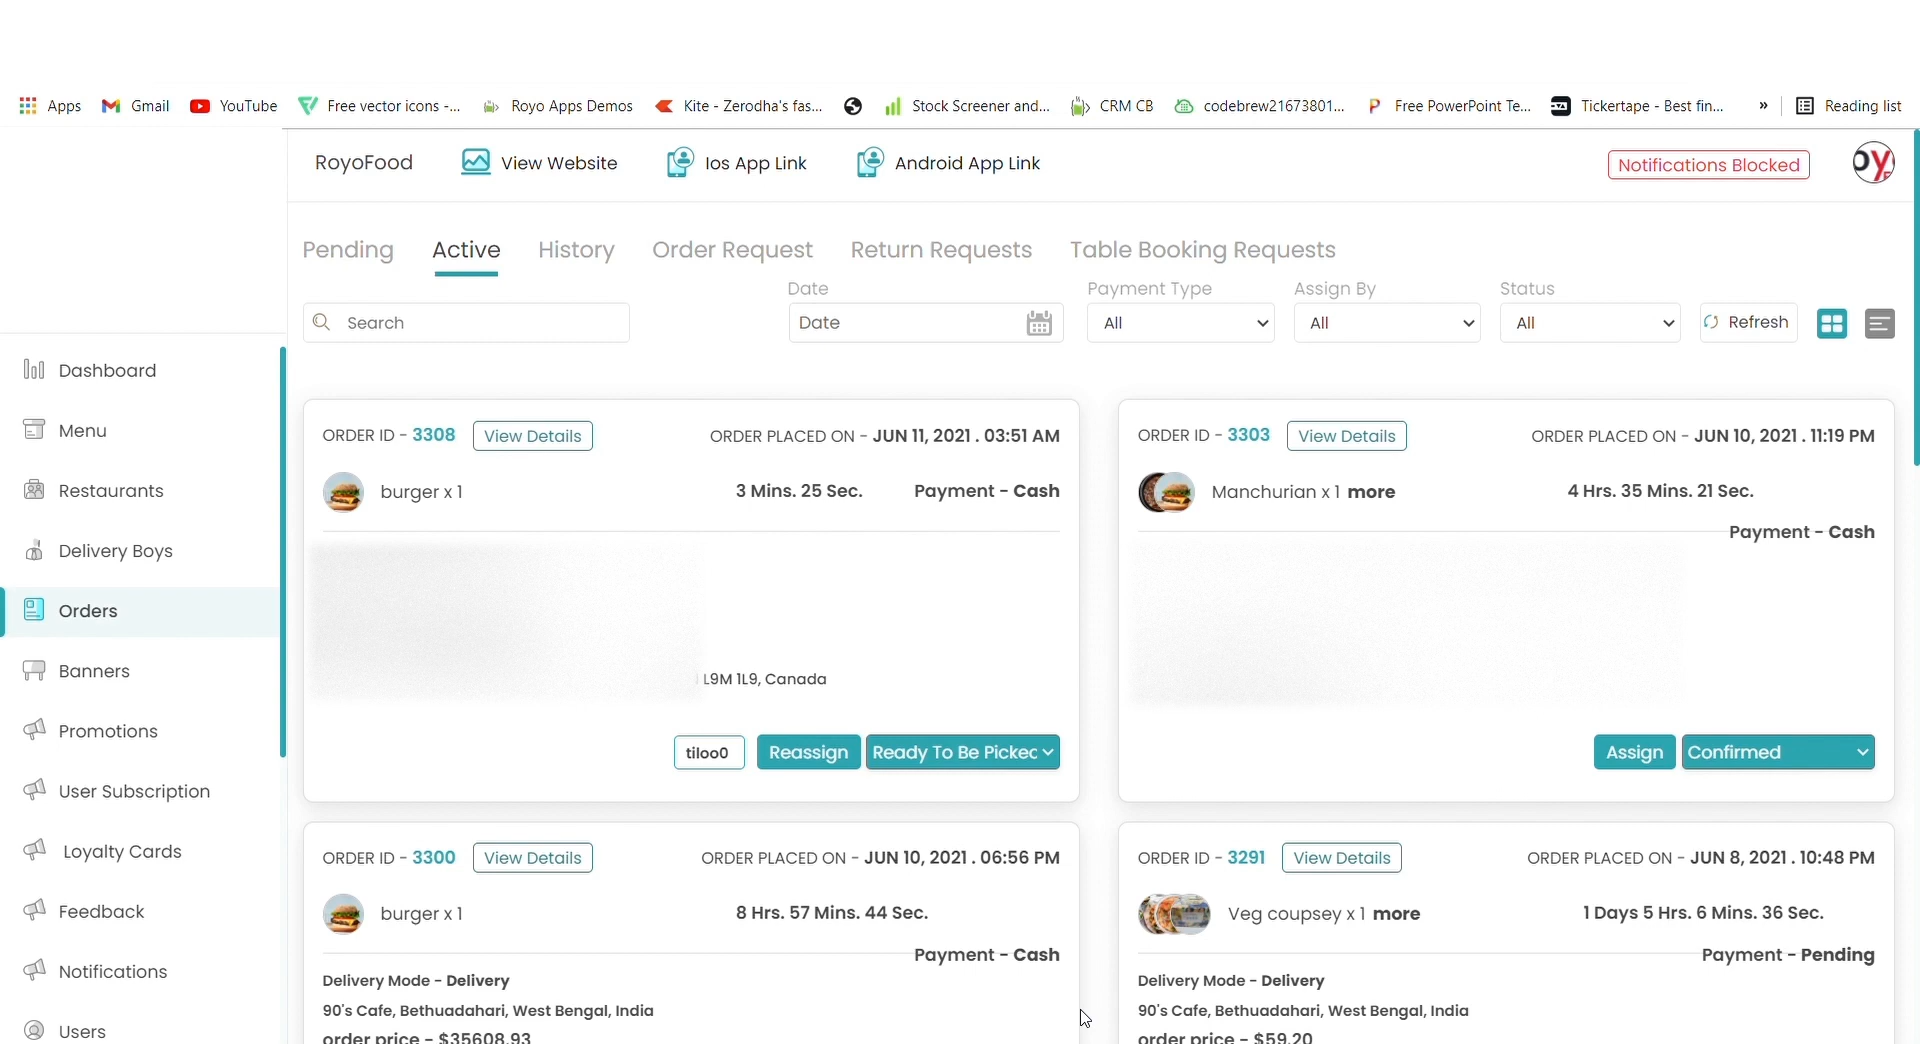 Apps Gmail YouTube Free vector icons -... Royo Apps Demos Kite - Zerodha's fas... Stock Screener and... CRM CB codebrew21673801... Free PowerPoint Te... Tickertape - Best fin... » Reading list
RoyoFood View Website Ios App Link Android App Link Notifications Blocked
Pending Active History Order Request Return Requests Table Booking Requests
Date Payment Type Assign By Status
Search Date All All All Refresh
Dashboard
Menu
Restaurants
Delivery Boys
Orders
Banners
Promotions
User Subscription
Loyalty Cards
Feedback
Notifications
Users
ORDER ID - 3308 View Details ORDER PLACED ON - JUN 11, 2021 . 03:51 AM
burger x 1 3 Mins. 25 Sec. Payment - Cash
L9M 1L9, Canada
tiloo0 Reassign Ready To Be Picked
ORDER ID - 3303 View Details ORDER PLACED ON - JUN 10, 2021 . 11:19 PM
Manchurian x 1 more 4 Hrs. 35 Mins. 21 Sec.
Payment - Cash
Assign Confirmed
ORDER ID - 3300 View Details ORDER PLACED ON - JUN 10, 2021 . 06:56 PM
burger x 1 8 Hrs. 57 Mins. 44 Sec.
Payment - Cash
Delivery Mode - Delivery
90's Cafe, Bethuadahari, West Bengal, India
order price - $35608.93
ORDER ID - 3291 View Details ORDER PLACED ON - JUN 8, 2021 . 10:48 PM
Veg coupsey x 1 more 1 Days 5 Hrs. 6 Mins. 36 Sec.
Payment - Pending
Delivery Mode - Delivery
90's Cafe, Bethuadahari, West Bengal, India
order price - $59.20